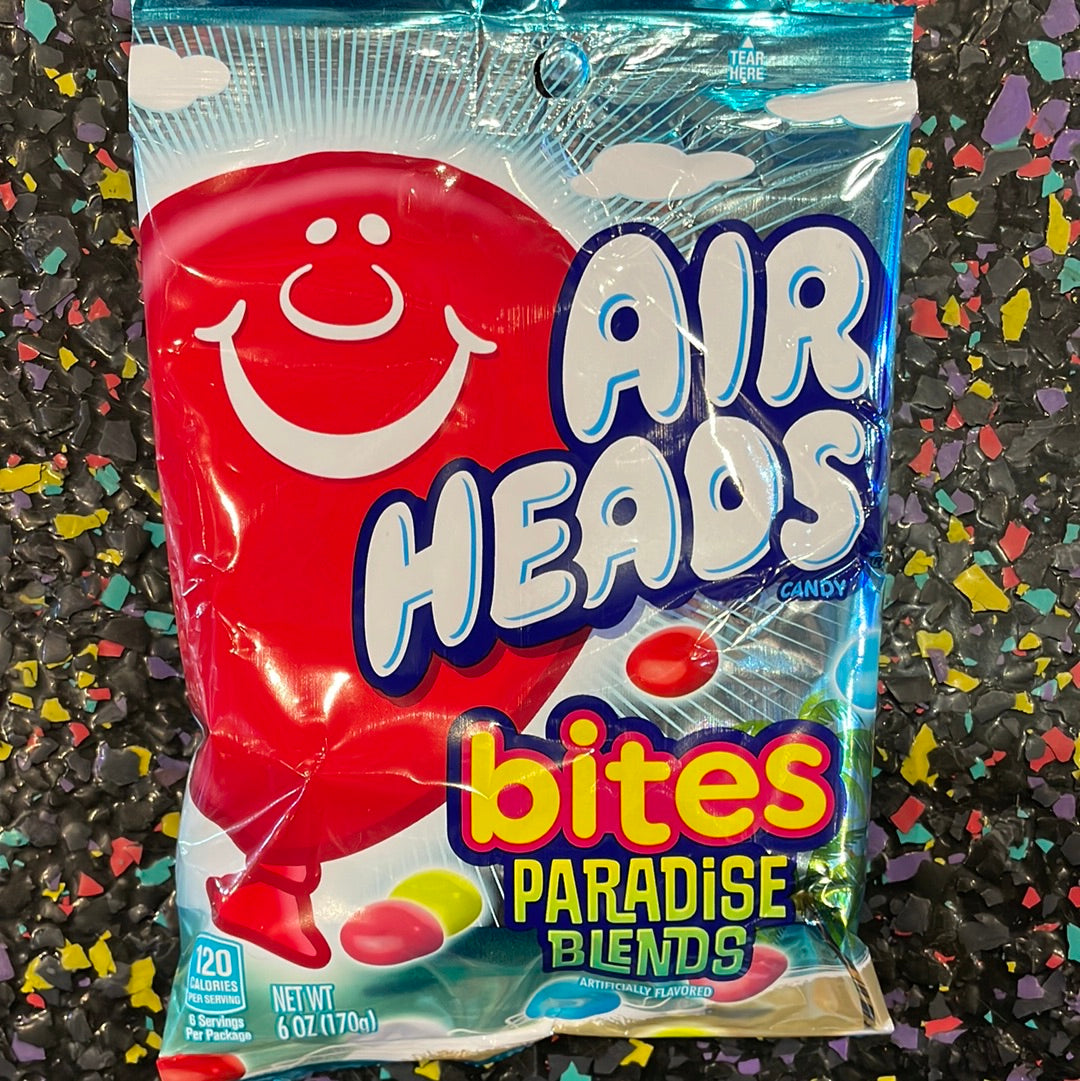 TEAR
HERE
AIR
HEADS
CANDY
bites
PARADiSE
BLENDS
ARTIFICIALLY FLAVORED
120
CALORIES
PER SERVING
6 Servings
Per Package
NET WT
6 OZ (170g)